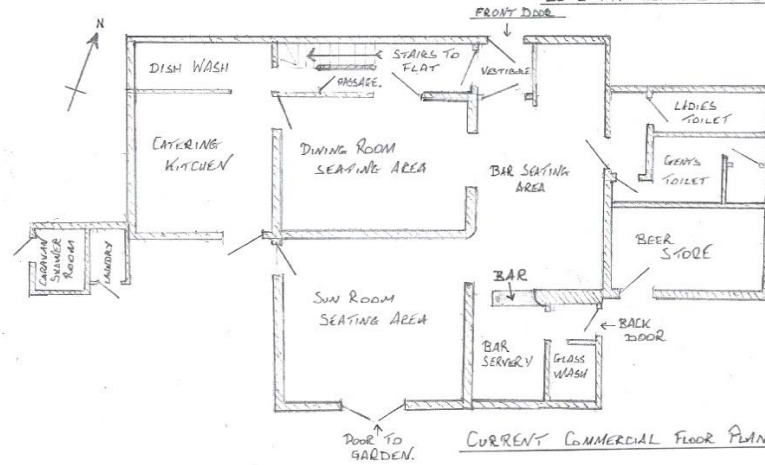 FRONT DOOR
N
DISH WASH
STAIRS TO
FLAT
PASSAGE.
VESTIBULE
LADIES
TOILET
CATERING
KITCHEN
DINING ROOM
SEATING AREA
BAR SEATING
AREA
GENTS
TOILET
CARAVAN
SHOWER
ROOM
LAUNDRY
BEER
STORE
BAR
SUN ROOM
SEATING AREA
BACK
DOOR
BAR
SERVERY
GLASS
WASH
DOOR TO
GARDEN.
CURRENT COMMERCIAL FLOOR PLAN